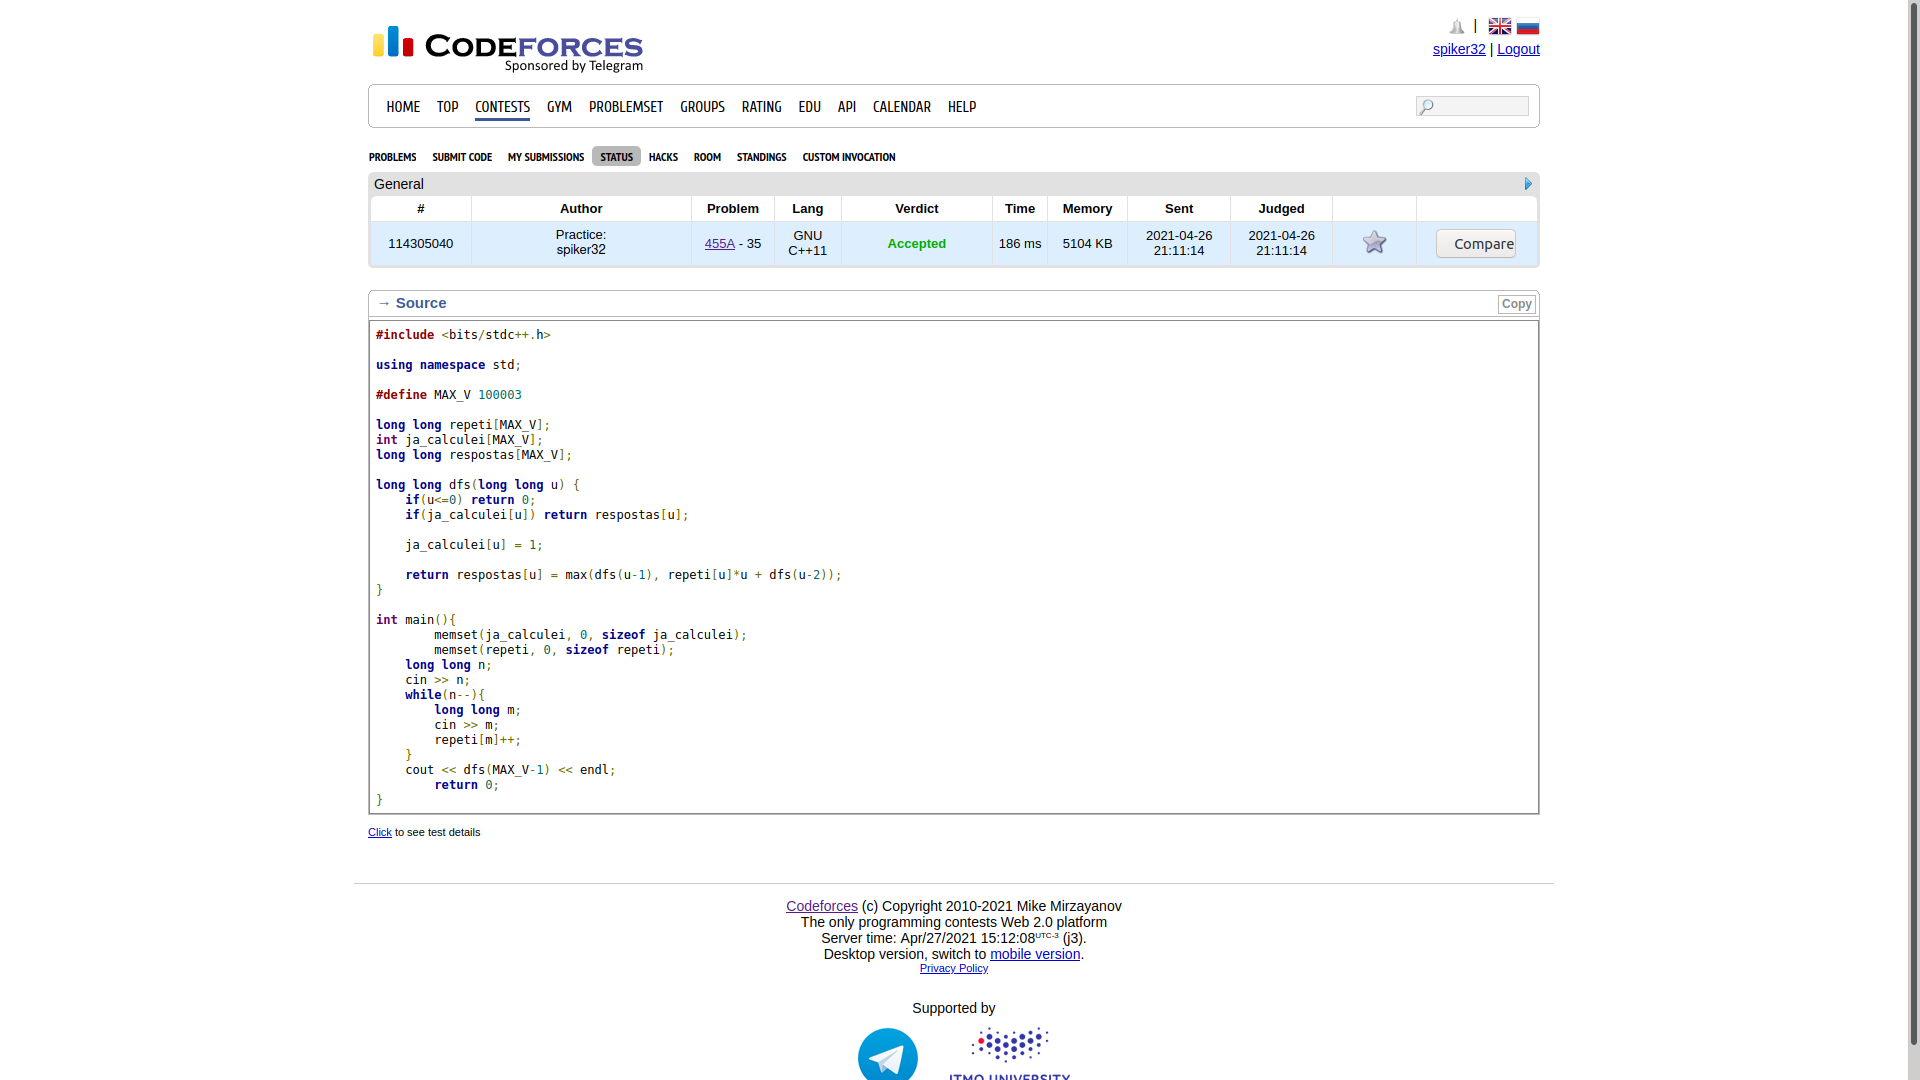 CODEFORCES
Sponsored by Telegram
|
spiker32 | Logout
HOME TOP CONTESTS GYM PROBLEMSET GROUPS RATING EDU API CALENDAR HELP
PROBLEMS SUBMIT CODE MY SUBMISSIONS STATUS HACKS ROOM STANDINGS CUSTOM INVOCATION
General
# Author Problem Lang Verdict Time Memory Sent Judged
114305040 Practice: spiker32 455A - 35 GNU C++11 Accepted 186 ms 5104 KB 2021-04-26 21:11:14 2021-04-26 21:11:14 Compare
→ Source Copy
#include <bits/stdc++.h>
using namespace std;
#define MAX_V 100003
long long repeti[MAX_V];
int ja_calculei[MAX_V];
long long respostas[MAX_V];
long long dfs(long long u) {
    if(u<=0) return 0;
    if(ja_calculei[u]) return respostas[u];
    ja_calculei[u] = 1;
    return respostas[u] = max(dfs(u-1), repeti[u]*u + dfs(u-2));
}
int main(){
        memset(ja_calculei, 0, sizeof ja_calculei);
        memset(repeti, 0, sizeof repeti);
    long long n;
    cin >> n;
    while(n--){
        long long m;
        cin >> m;
        repeti[m]++;
    }
    cout << dfs(MAX_V-1) << endl;
        return 0;
}
Click to see test details
Codeforces (c) Copyright 2010-2021 Mike Mirzayanov
The only programming contests Web 2.0 platform
Server time: Apr/27/2021 15:12:08UTC-3 (j3).
Desktop version, switch to mobile version.
Privacy Policy
Supported by
ITMO UNIVERSITY